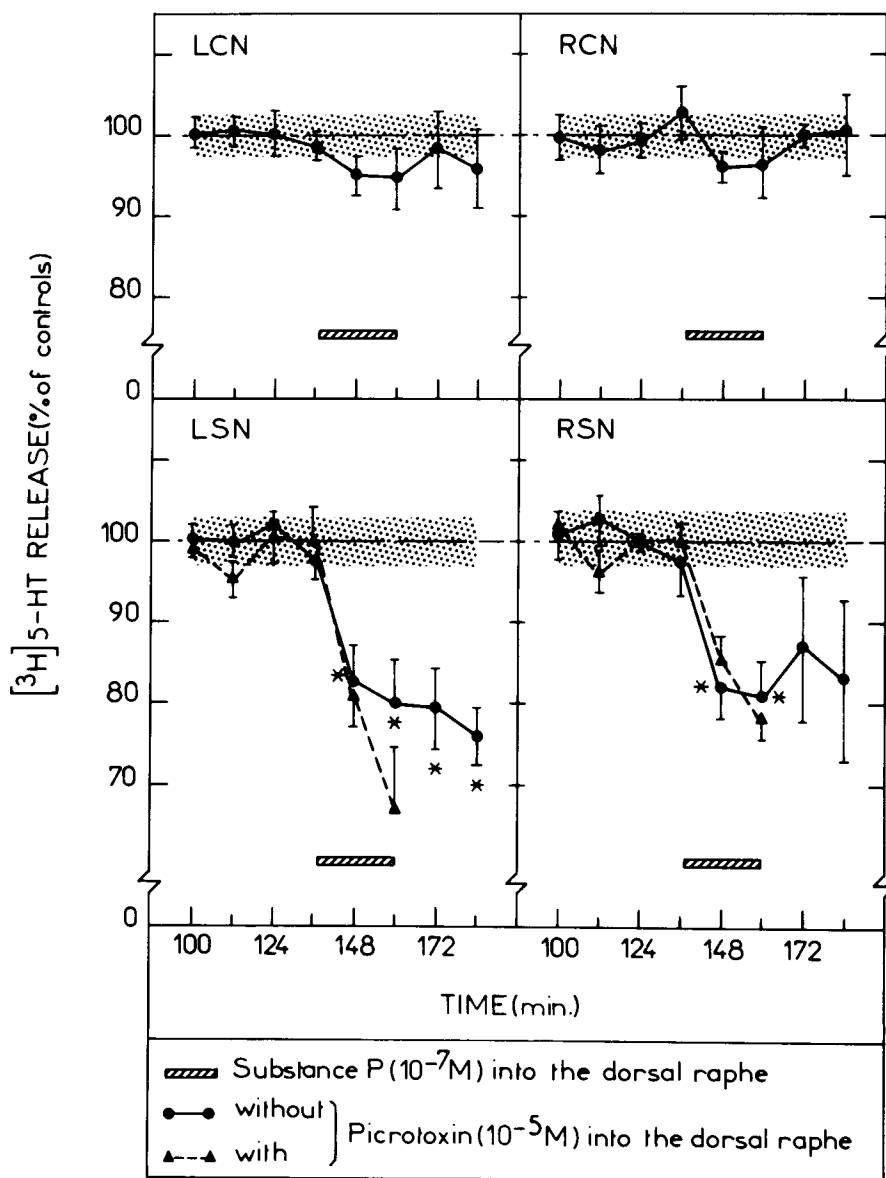 LCN
RCN
100
90
80
0
[³H]5-HT RELEASE(% of controls)
LSN
RSN
100
90
80
70
0
*
*
*
*
*
*
100 124 148 172
100 124 148 172
TIME(min.)
Substance P(10⁻⁷M) into the dorsal raphe
without
with
Picrotoxin(10⁻⁵M) into the dorsal raphe